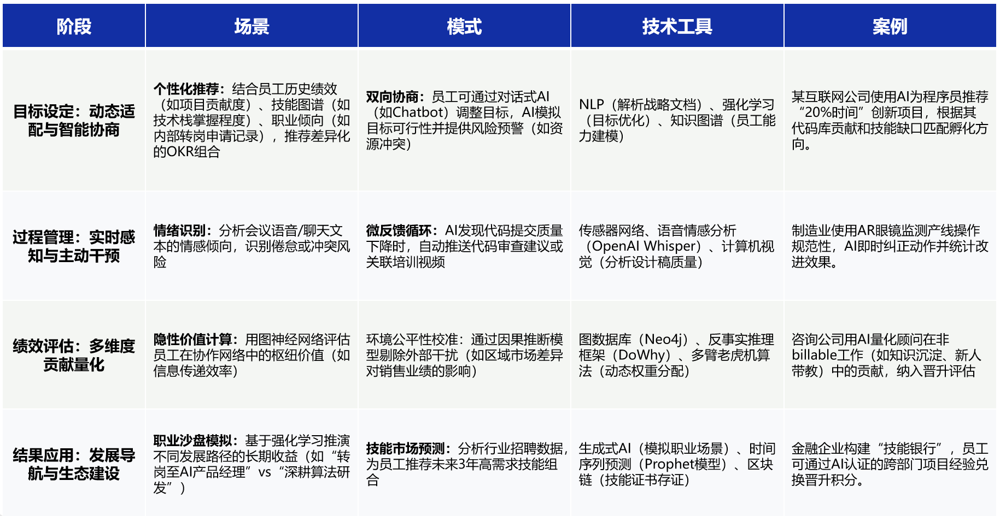 阶段
场景
模式
技术工具
案例
目标设定：动态适
配与智能协商
个性化推荐：结合员工历史绩效
（如项目贡献度）、技能图谱（如
技术栈掌握程度）、职业倾向（如
内部转岗申请记录），推荐差异化
的OKR组合
双向协商：员工可通过对话式AI
（如Chatbot）调整目标，AI模拟
目标可行性并提供风险预警（如资
源冲突）
NLP（解析战略文档）、强化学习
（目标优化）、知识图谱（员工能
力建模）
某互联网公司使用AI为程序员推荐
“20%时间”创新项目，根据其
代码库贡献和技能缺口匹配孵化方
向。
过程管理：实时感
知与主动干预
情绪识别：分析会议语音/聊天文
本的情感倾向，识别倦怠或冲突风
险
微反馈循环：AI发现代码提交质量
下降时，自动推送代码审查建议或
关联培训视频
传感器网络、语音情感分析
（OpenAI Whisper）、计算机视
觉（分析设计稿质量）
制造业使用AR眼镜监测产线操作
规范性，AI即时纠正动作并统计改
进效果。
绩效评估：多维度
贡献量化
隐性价值计算：用图神经网络评估
员工在协作网络中的枢纽价值（如
信息传递效率）
环境公平性校准：通过因果推断模
型剔除外部干扰（如区域市场差异
对销售业绩的影响）
图数据库（Neo4j）、反事实推理
框架（DoWhy）、多臂老虎机算
法（动态权重分配）
咨询公司用AI量化顾问在非
billable工作（如知识沉淀、新人
带教）中的贡献，纳入晋升评估
结果应用：发展导
航与生态建设
职业沙盘模拟：基于强化学习推演
不同发展路径的长期收益（如“转
岗至AI产品经理”vs“深耕算法研
发”）
技能市场预测：分析行业招聘数据，
为员工推荐未来3年高需求技能组
合
生成式AI（模拟职业场景）、时间
序列预测（Prophet模型）、区块
链（技能证书存证）
金融企业构建“技能银行”，员工
可通过AI认证的跨部门项目经验兑
换晋升积分。